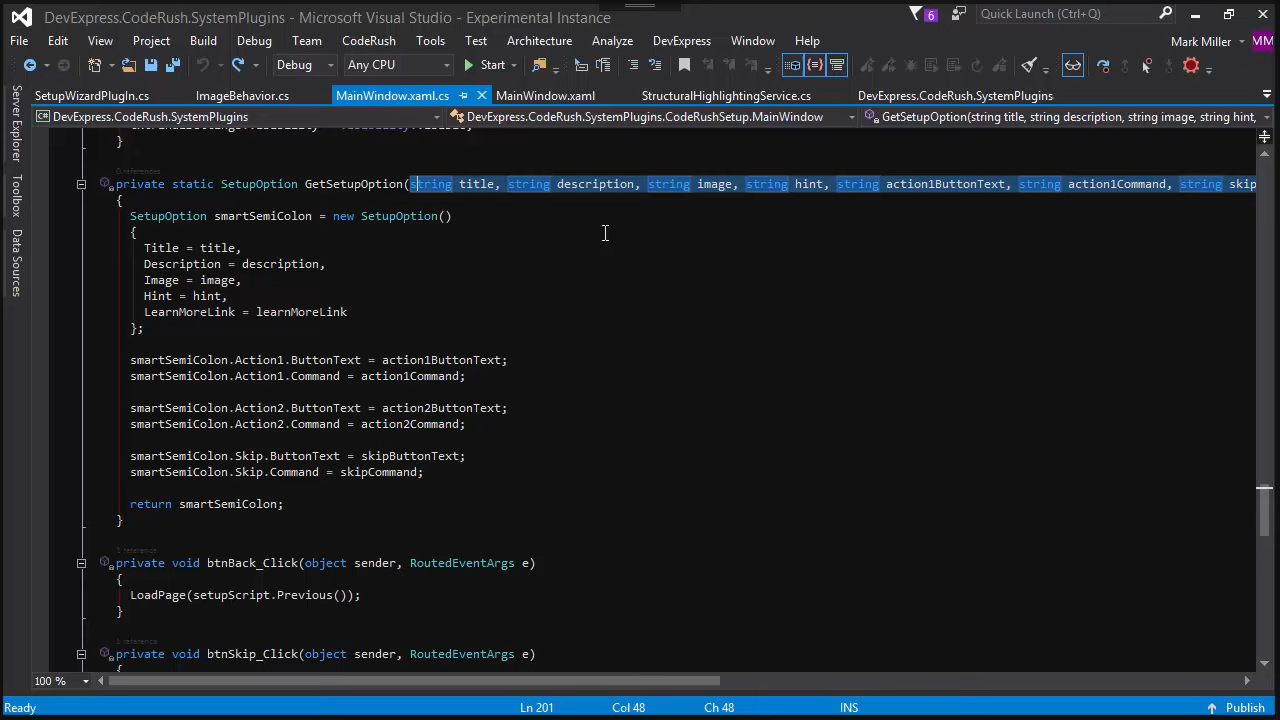 DevExpress.CodeRush.SystemPlugins - Microsoft Visual Studio - Experimental Instance
6
Quick Launch (Ctrl+Q)
File Edit View Project Build Debug Team CodeRush Tools Test Architecture Analyze DevExpress Window Help
Mark Miller
MM
Debug Any CPU Start
SetupWizardPlugIn.cs ImageBehavior.cs MainWindow.xaml.cs MainWindow.xaml StructuralHighlightingService.cs DevExpress.CodeRush.SystemPlugins
DevExpress.CodeRush.SystemPlugins DevExpress.CodeRush.SystemPlugins.CodeRushSetup.MainWindow GetSetupOption(string title, string description, string image, string hint,
Server Explorer
Toolbox
Data Sources
}
0 references
private static SetupOption GetSetupOption(string title, string description, string image, string hint, string action1ButtonText, string action1Command, string skip
{
SetupOption smartSemiColon = new SetupOption()
{
Title = title,
Description = description,
Image = image,
Hint = hint,
LearnMoreLink = learnMoreLink
};
smartSemiColon.Action1.ButtonText = action1ButtonText;
smartSemiColon.Action1.Command = action1Command;
smartSemiColon.Action2.ButtonText = action2ButtonText;
smartSemiColon.Action2.Command = action2Command;
smartSemiColon.Skip.ButtonText = skipButtonText;
smartSemiColon.Skip.Command = skipCommand;
return smartSemiColon;
}
1 reference
private void btnBack_Click(object sender, RoutedEventArgs e)
{
LoadPage(setupScript.Previous());
}
1 reference
private void btnSkip_Click(object sender, RoutedEventArgs e)
{
100 %
Ready Ln 201 Col 48 Ch 48 INS Publish